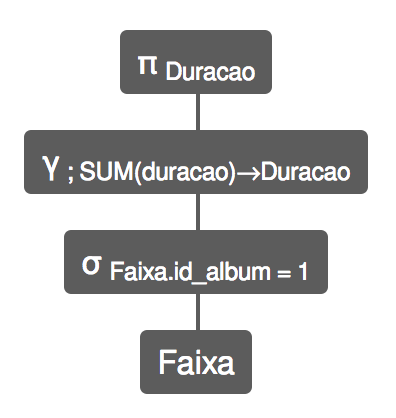 π Duracao
γ ; SUM(duracao)→Duracao
σ Faixa.id_album = 1
Faixa